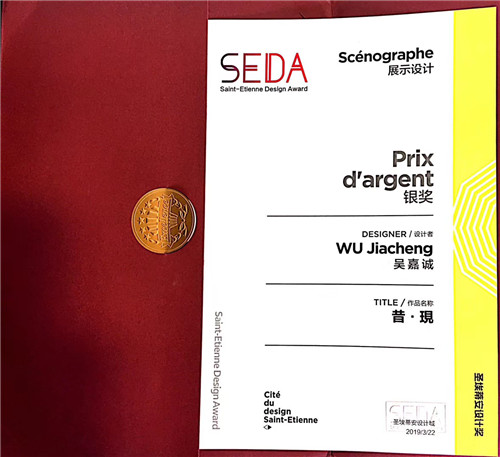 SEDA
Saint-Etienne Design Award
Scénographe
展示设计
Prix
d'argent
银奖
DESIGNER / 设计者
WU Jiacheng
吴嘉诚
TITLE / 作品名称
昔·現
Saint-Etienne Design Award
Cité
du
design
Saint-Etienne
SEDA
圣埃蒂安设计城
2019/3/22
圣埃蒂安设计奖